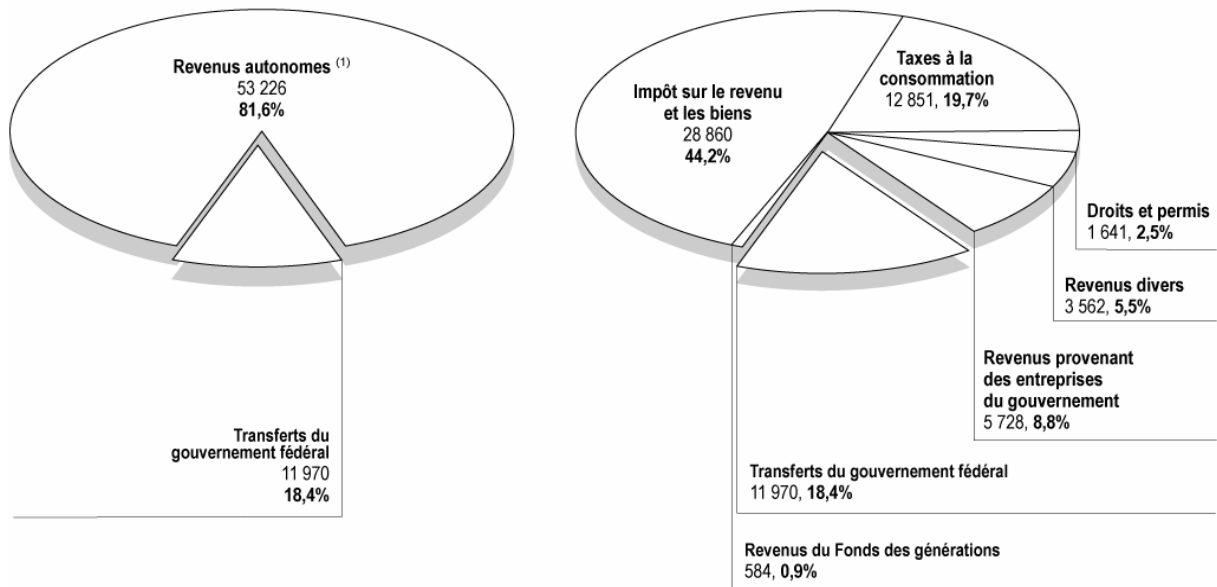 Revenus autonomes (1)
53 226
81,6%
Transferts du
gouvernement fédéral
11 970
18,4%
Impôt sur le revenu
et les biens
28 860
44,2%
Taxes à la
consommation
12 851, 19,7%
Droits et permis
1 641, 2,5%
Revenus divers
3 562, 5,5%
Revenus provenant
des entreprises
du gouvernement
5 728, 8,8%
Transferts du gouvernement fédéral
11 970, 18,4%
Revenus du Fonds des générations
584, 0,9%